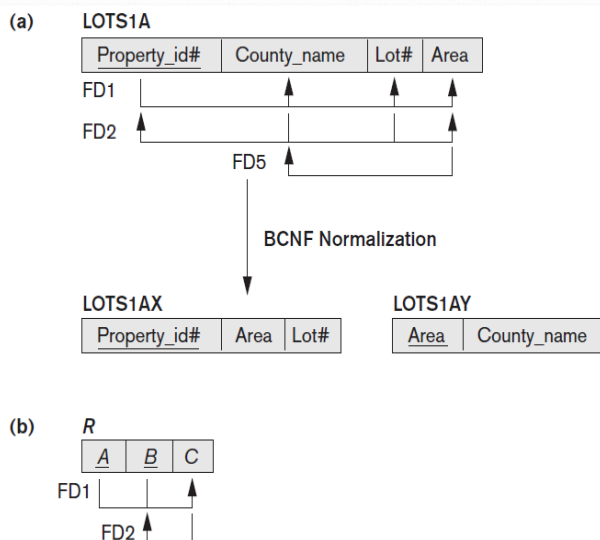 (a) LOTS1A
Property_id# County_name Lot# Area
FD1
FD2
FD5
BCNF Normalization
LOTS1AX LOTS1AY
Property_id# Area Lot# Area County_name
(b) R
A B C
FD1
FD2